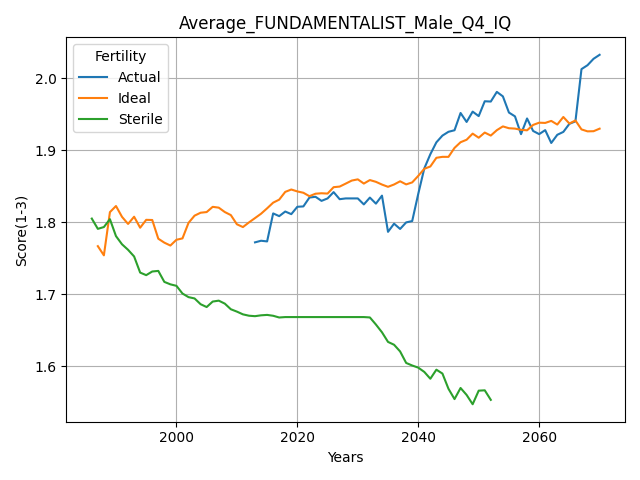 Average_FUNDAMENTALIST_Male_Q4_IQ
Fertility
Actual
Ideal
Sterile
Score(1-3)
2.0
1.9
1.8
1.7
1.6
2000 2020 2040 2060
Years